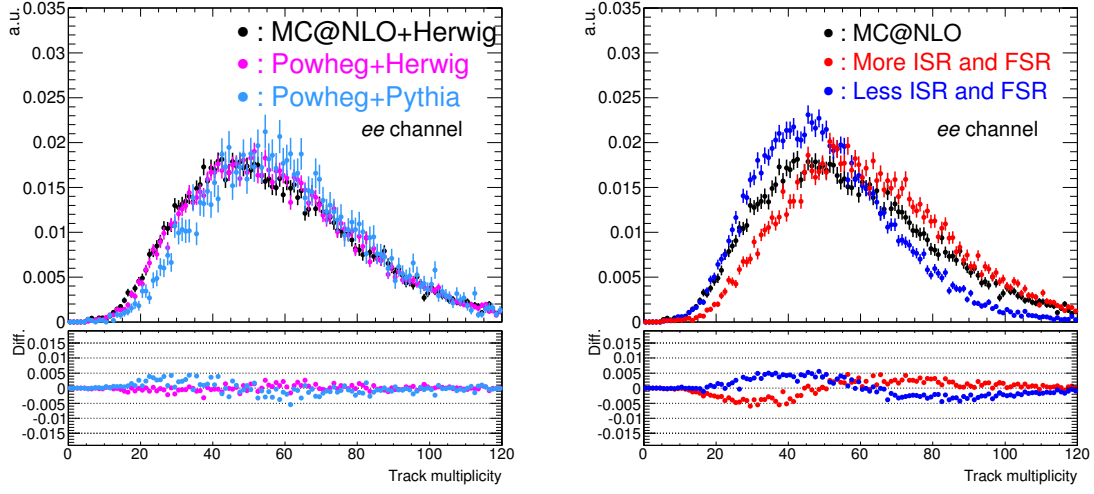 a.u.
0.035
0.03
0.025
0.02
0.015
0.01
0.005
0
: MC@NLO+Herwig
: Powheg+Herwig
: Powheg+Pythia
ee channel
Diff.
0.015
0.01
0.005
0
-0.005
-0.01
-0.015
0 20 40 60 80 100 120
Track multiplicity
a.u.
0.035
0.03
0.025
0.02
0.015
0.01
0.005
0
: MC@NLO
: More ISR and FSR
: Less ISR and FSR
ee channel
Diff.
0.015
0.01
0.005
0
-0.005
-0.01
-0.015
0 20 40 60 80 100 120
Track multiplicity